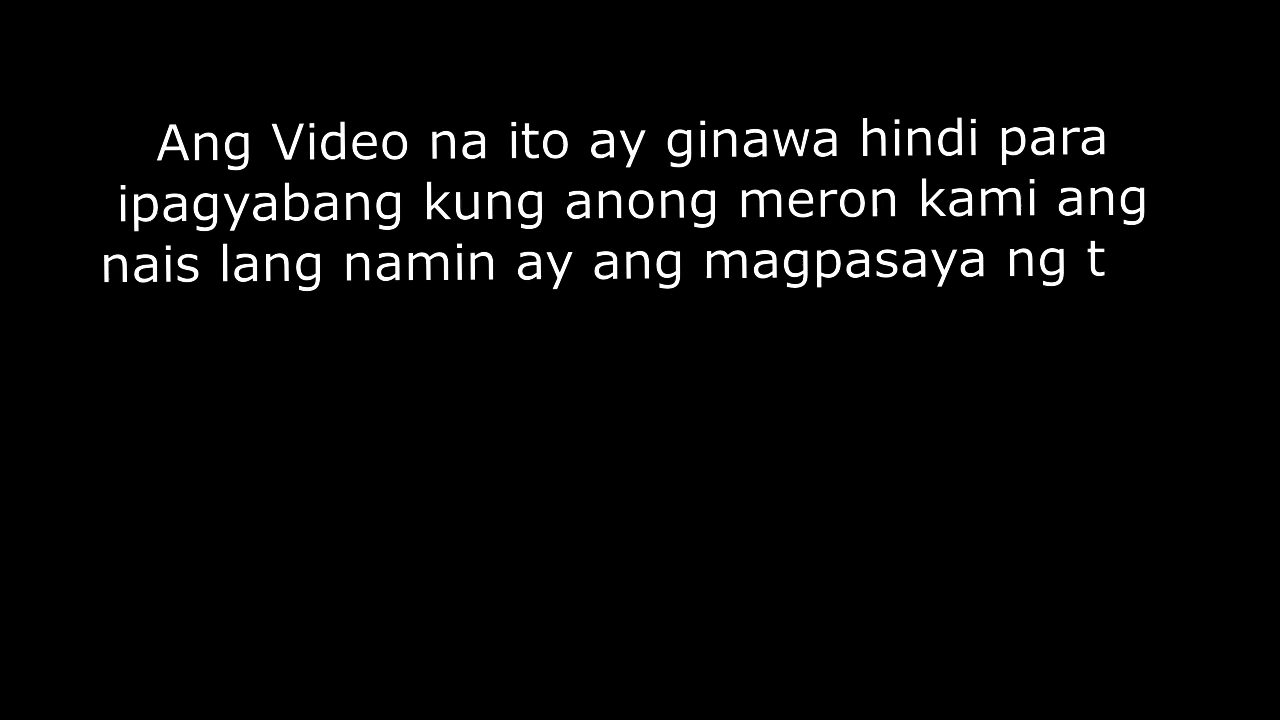 Ang Video na ito ay ginawa hindi para
ipagyabang kung anong meron kami ang
nais lang namin ay ang magpasaya ng t